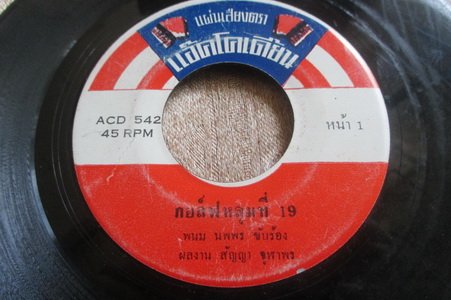 แผ่นเสียงตรา
แอ๊คโคเดียน
ACD 542
45 RPM
หน้า 1
กอล์ฟหลุมที่ 19
พนม นพพร ขับร้อง
ผลงาน สัญญา จุฬาพร